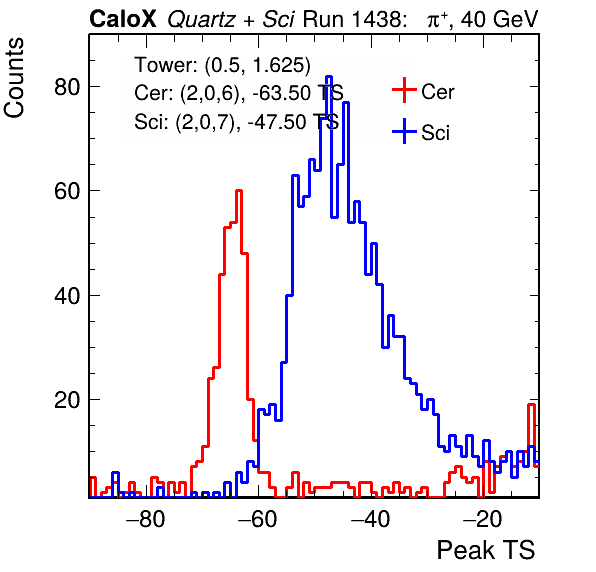 CaloX Quartz + Sci Run 1438: π⁺, 40 GeV
Counts
Tower: (0.5, 1.625)
Cer: (2,0,6), -63.50 TS
Sci: (2,0,7), -47.50 TS
Cer
Sci
80
60
40
20
−80 −60 −40 −20
Peak TS